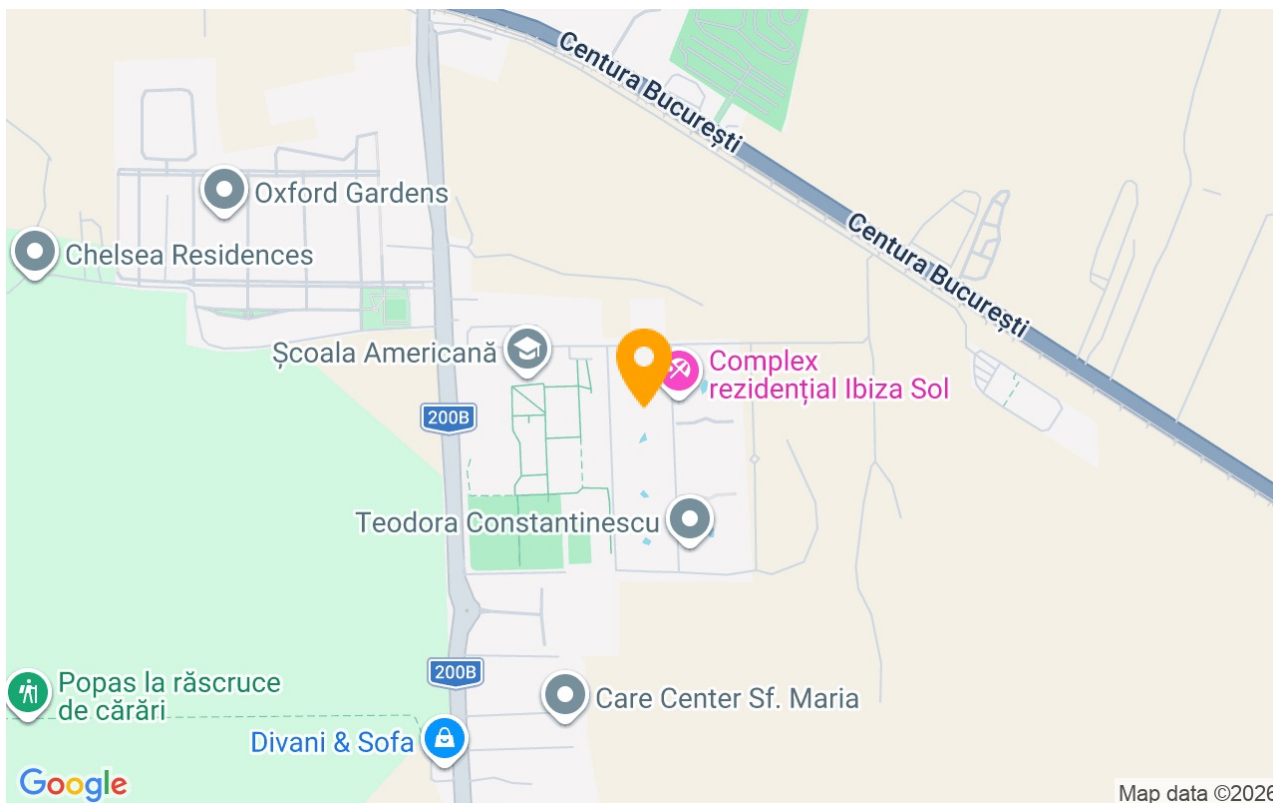 Centura București
Oxford Gardens
Chelsea Residences
Centura București
Școala Americană
Complex
rezidențial Ibiza Sol
200B
Teodora Constantinescu
200B
Popas la răscruce
de cărări
Care Center Sf. Maria
Divani & Sofa
Google
Map data ©2026